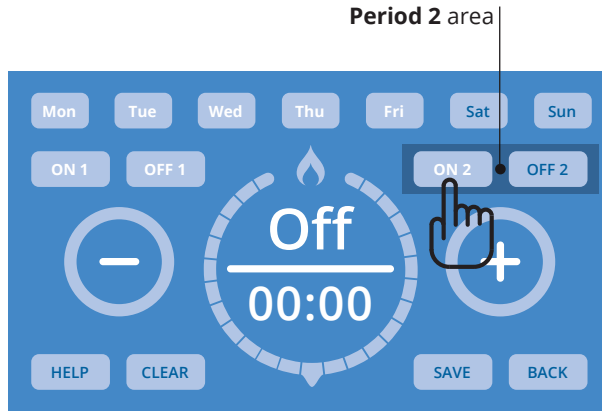 Period 2 area
Mon Tue Wed Thu Fri Sat Sun
ON 1 OFF 1 ON 2 OFF 2
Off
00:00
HELP CLEAR SAVE BACK